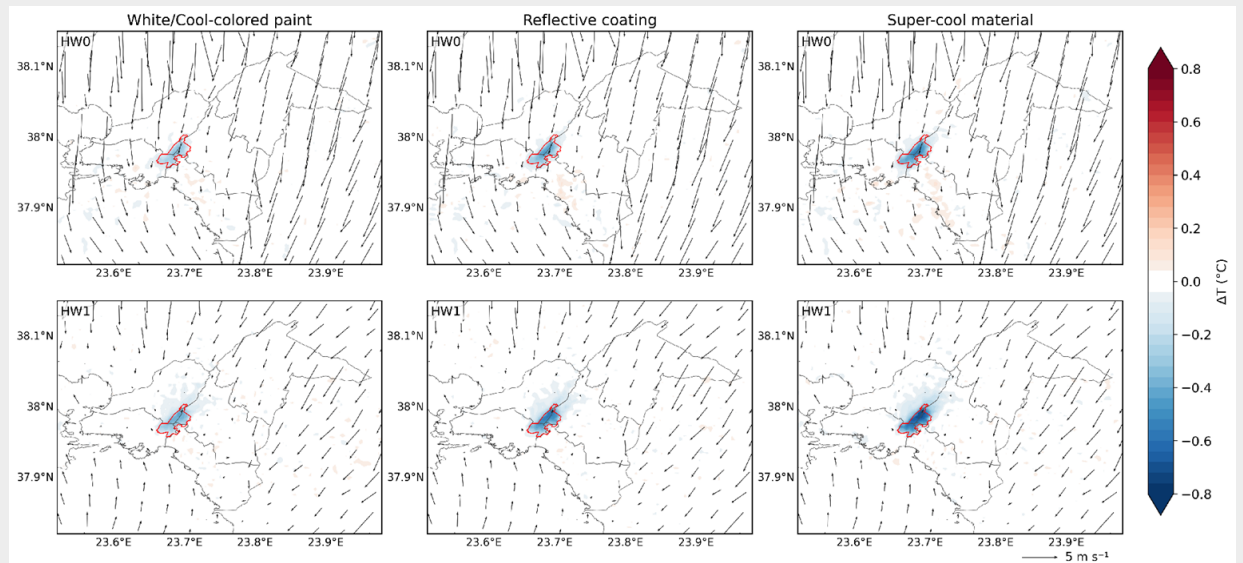 White/Cool-colored paint
Reflective coating
Super-cool material
HW0
HW0
HW0
38.1°N
38°N
37.9°N
38.1°N
38°N
37.9°N
38.1°N
38°N
37.9°N
23.6°E 23.7°E 23.8°E 23.9°E
23.6°E 23.7°E 23.8°E 23.9°E
23.6°E 23.7°E 23.8°E 23.9°E
HW1
HW1
HW1
38.1°N
38°N
37.9°N
38.1°N
38°N
37.9°N
38.1°N
38°N
37.9°N
23.6°E 23.7°E 23.8°E 23.9°E
23.6°E 23.7°E 23.8°E 23.9°E
23.6°E 23.7°E 23.8°E 23.9°E
5 m s⁻¹
0.8
0.6
0.4
0.2
0.0
−0.2
−0.4
−0.6
−0.8
ΔT (°C)